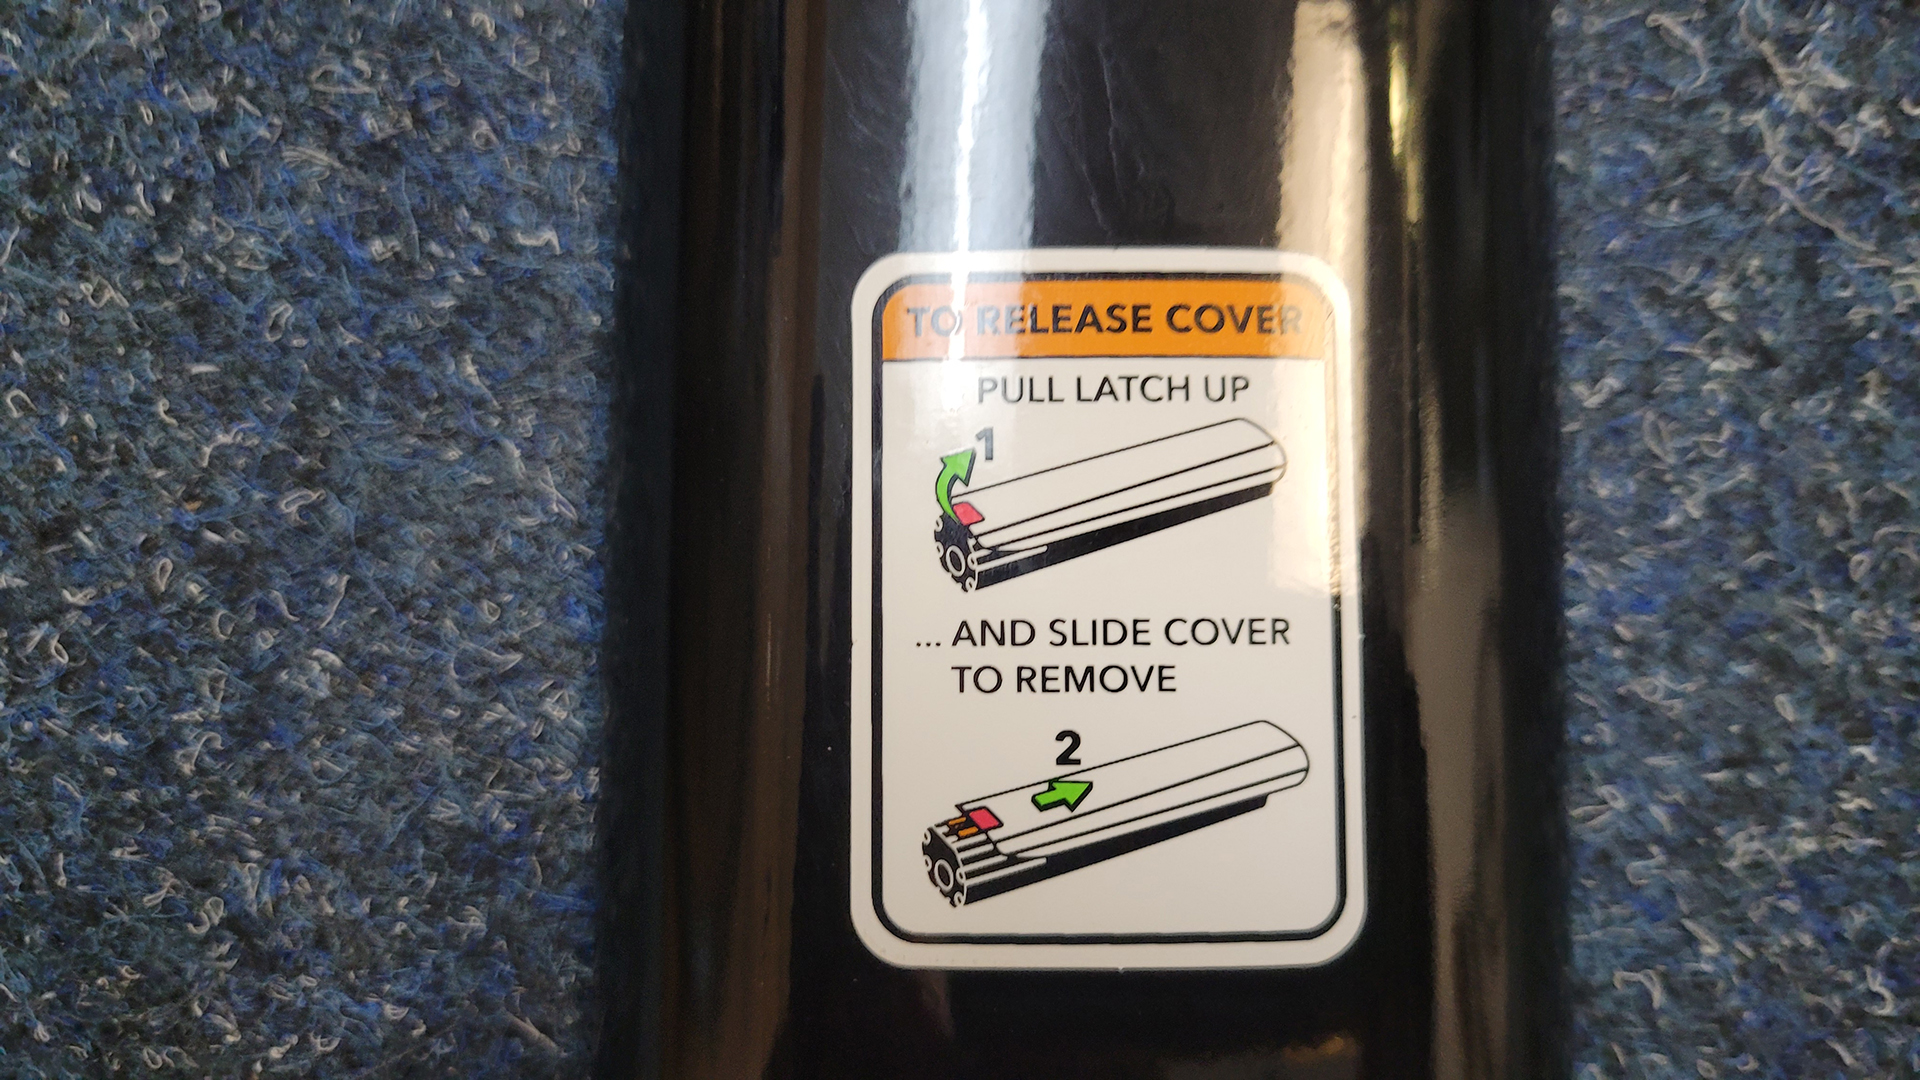 TO RELEASE COVER
PULL LATCH UP
1
... AND SLIDE COVER
TO REMOVE
2